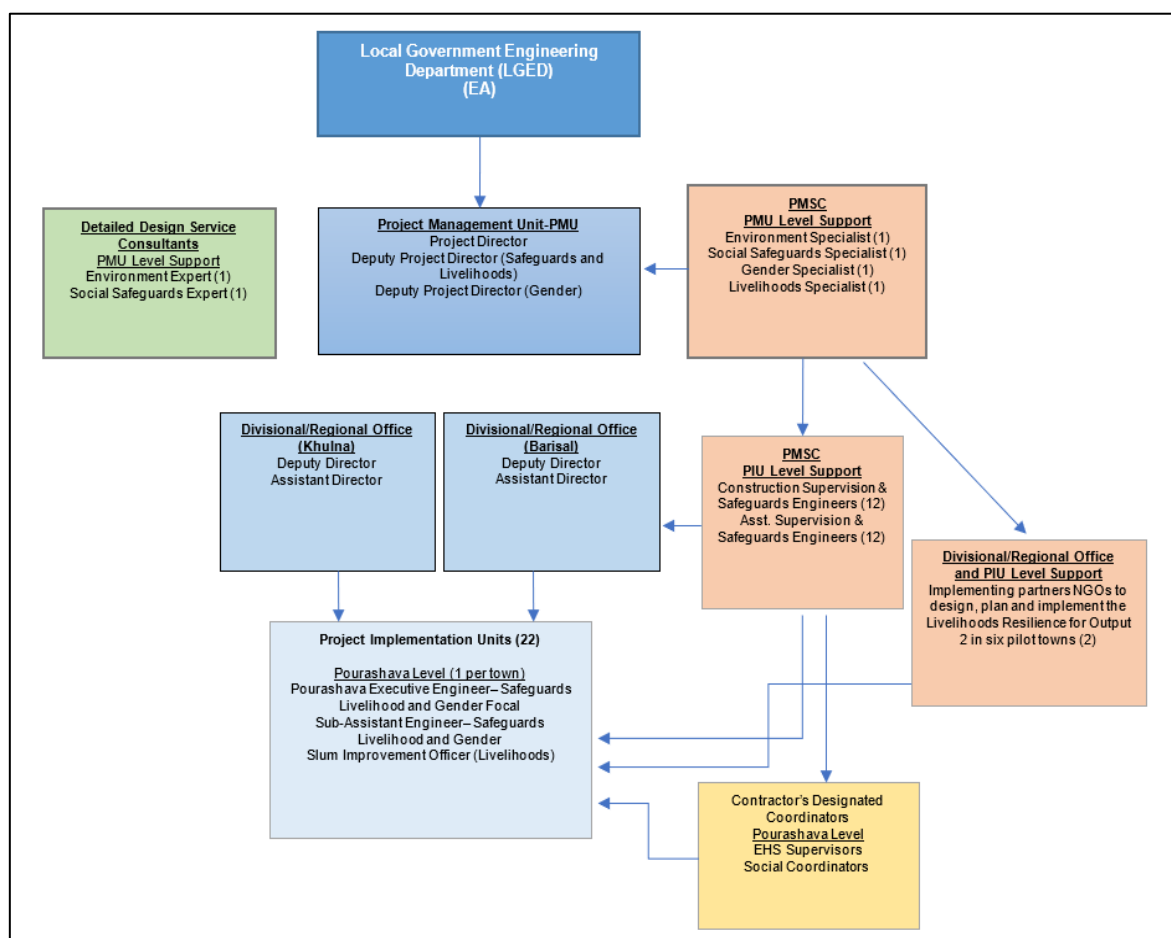 Local Government Engineering
Department (LGED)
(EA)
Detailed Design Service
Consultants
PMU Level Support
Environment Expert (1)
Social Safeguards Expert (1)
Project Management Unit-PMU
Project Director
Deputy Project Director (Safeguards and
Livelihoods)
Deputy Project Director (Gender)
PMSC
PMU Level Support
Environment Specialist (1)
Social Safeguards Specialist (1)
Gender Specialist (1)
Livelihoods Specialist (1)
Divisional/Regional Office
(Khulna)
Deputy Director
Assistant Director
Divisional/Regional Office
(Barisal)
Deputy Director
Assistant Director
PMSC
PIU Level Support
Construction Supervision &
Safeguards Engineers (12)
Asst. Supervision &
Safeguards Engineers (12)
Divisional/Regional Office
and PIU Level Support
Implementing partners NGOs to
design, plan and implement the
Livelihoods Resilience for Output
2 in six pilot towns (2)
Project Implementation Units (22)
Pourashava Level (1 per town)
Pourashava Executive Engineer– Safeguards
Livelihood and Gender Focal
Sub-Assistant Engineer– Safeguards
Livelihood and Gender
Slum Improvement Officer (Livelihoods)
Contractor’s Designated
Coordinators
Pourashava Level
EHS Supervisors
Social Coordinators